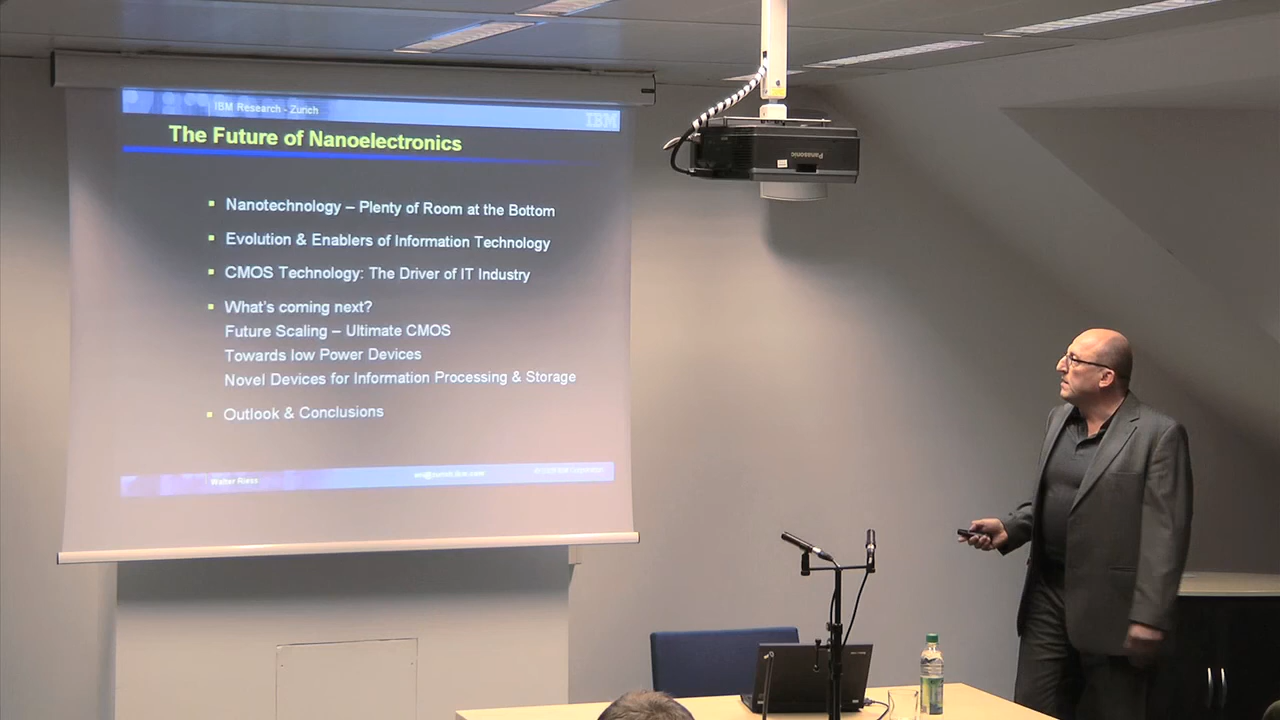 IBM Research - Zurich
IBM
The Future of Nanoelectronics
Nanotechnology – Plenty of Room at the Bottom
Evolution & Enablers of Information Technology
CMOS Technology: The Driver of IT Industry
What's coming next?
Future Scaling – Ultimate CMOS
Towards low Power Devices
Novel Devices for Information Processing & Storage
Outlook & Conclusions
Walter Riess
Panasonic